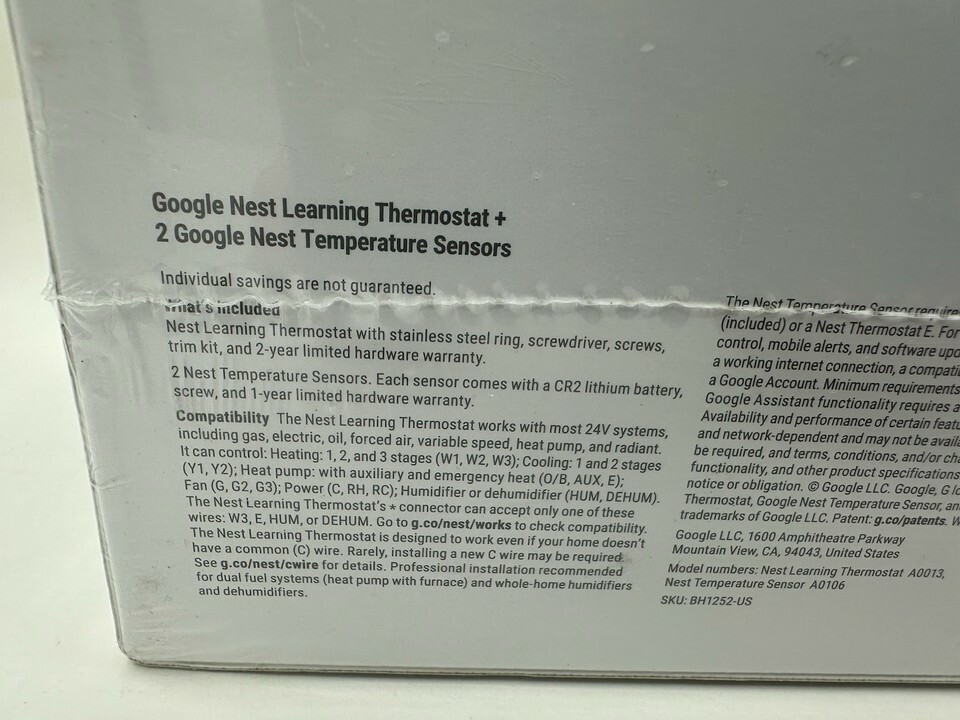 Google Nest Learning Thermostat +
2 Google Nest Temperature Sensors
Individual savings are not guaranteed.
What's included
Nest Learning Thermostat with stainless steel ring, screwdriver, screws,
trim kit, and 2-year limited hardware warranty.
2 Nest Temperature Sensors. Each sensor comes with a CR2 lithium battery,
screw, and 1-year limited hardware warranty.
Compatibility The Nest Learning Thermostat works with most 24V systems,
including gas, electric, oil, forced air, variable speed, heat pump, and radiant.
It can control: Heating: 1, 2, and 3 stages (W1, W2, W3); Cooling: 1 and 2 stages
(Y1, Y2); Heat pump: with auxiliary and emergency heat (O/B, AUX, E);
Fan (G, G2, G3); Power (C, RH, RC); Humidifier or dehumidifier (HUM, DEHUM).
The Nest Learning Thermostat's * connector can accept only one of these
wires: W3, E, HUM, or DEHUM. Go to g.co/nest/works to check compatibility.
The Nest Learning Thermostat is designed to work even if your home doesn't
have a common (C) wire. Rarely, installing a new C wire may be required.
See g.co/nest/cwire for details. Professional installation recommended
for dual fuel systems (heat pump with furnace) and whole-home humidifiers
and dehumidifiers.
The Nest Temperature Sensor require
(included) or a Nest Thermostat E. For
control, mobile alerts, and software upd
a working internet connection, a compati
a Google Account. Minimum requirements
Google Assistant functionality requires a
Availability and performance of certain featu
and network-dependent and may not be availa
be required, and terms, conditions, and/or cha
functionality, and other product specifications
notice or obligation. © Google LLC. Google, G lo
Thermostat, Google Nest Temperature Sensor, an
trademarks of Google LLC. Patent: g.co/patents. W
Google LLC, 1600 Amphitheatre Parkway
Mountain View, CA, 94043, United States
Model numbers: Nest Learning Thermostat A0013,
Nest Temperature Sensor A0106
SKU: BH1252-US